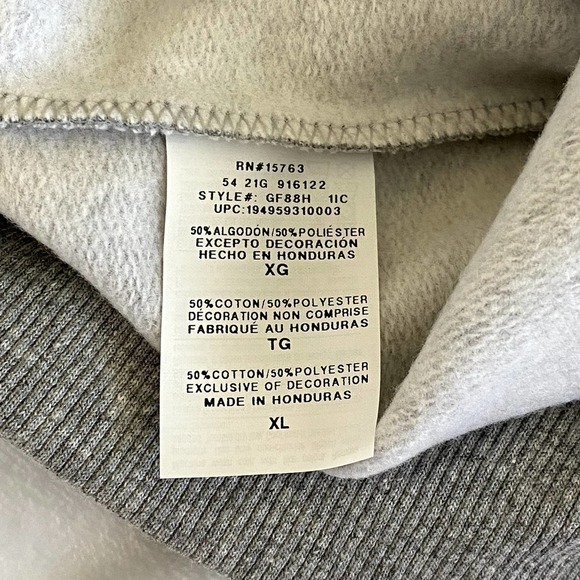 RN#15763
54 21G 916122
STYLE#: GF88H 1IC
UPC:194959310003
50%ALGODÓN/50%POLIÉSTER
EXCEPTO DECORACIÓN
HECHO EN HONDURAS
XG
50%COTON/50%POLYESTER
DÉCORATION NON COMPRISE
FABRIQUÉ AU HONDURAS
TG
50%COTTON/50%POLYESTER
EXCLUSIVE OF DECORATION
MADE IN HONDURAS
XL